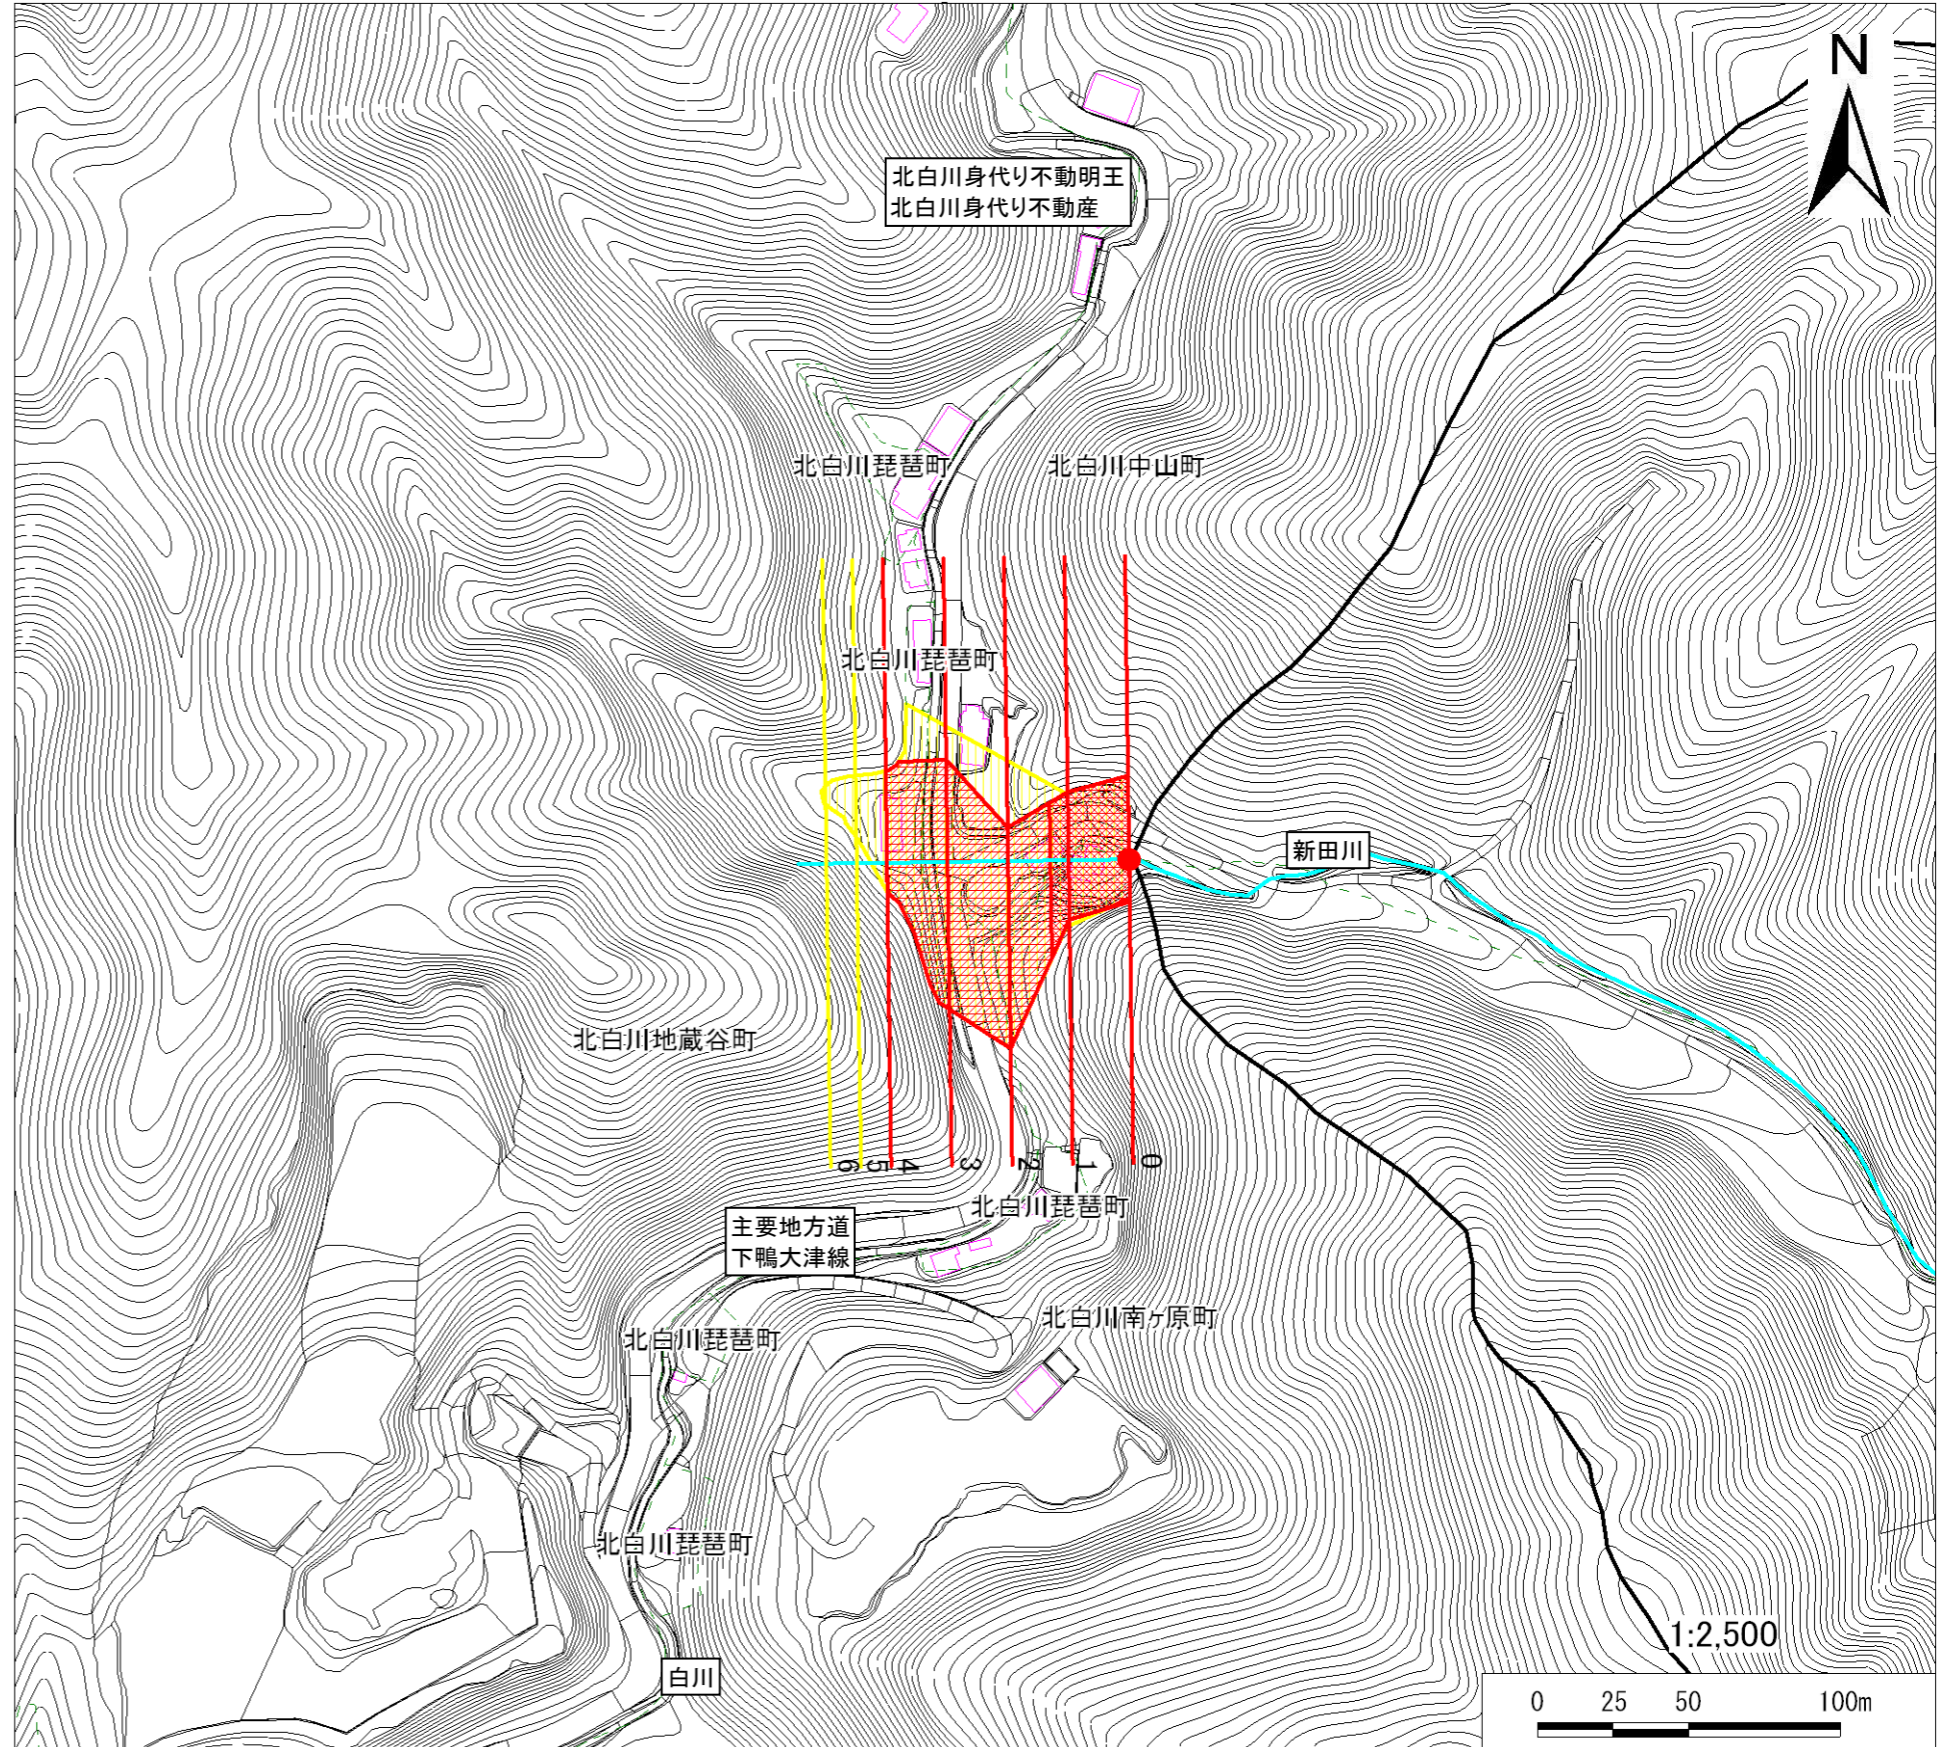 N
北白川身代り不動明王
北白川身代り不動産
北白川琵琶町
北白川中山町
北白川琵琶町
新田川
北白川地蔵谷町
6
5
4
3
2
1
0
北白川琵琶町
主要地方道
下鴨大津線
北白川南ヶ原町
北白川琵琶町
北白川琵琶町
1:2,500
白川
0 25 50 100m